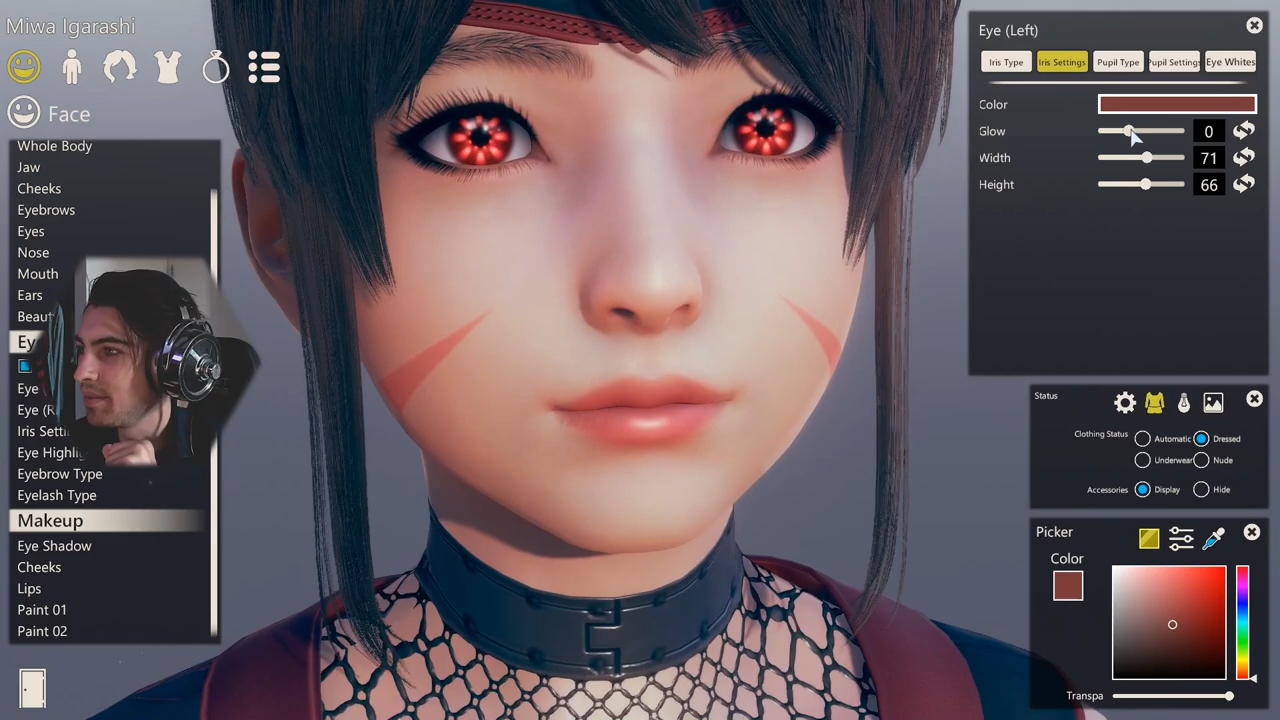 Miwa Igarashi
Face
Whole Body
Jaw
Cheeks
Eyebrows
Eyes
Nose
Mouth
Ears
Eye
Eye
Eyebrow Type
Eyelash Type
Makeup
Eye Shadow
Cheeks
Lips
Paint 01
Paint 02
Eye (Left)
Iris Type
Iris Settings
Pupil Type
Pupil Settings
Eye Whites
Color
Glow 0
Width 71
Height 66
Status
Clothing Status
Automatic
Dressed
Underwear
Nude
Accessories
Display
Hide
Picker
Color
Transpa